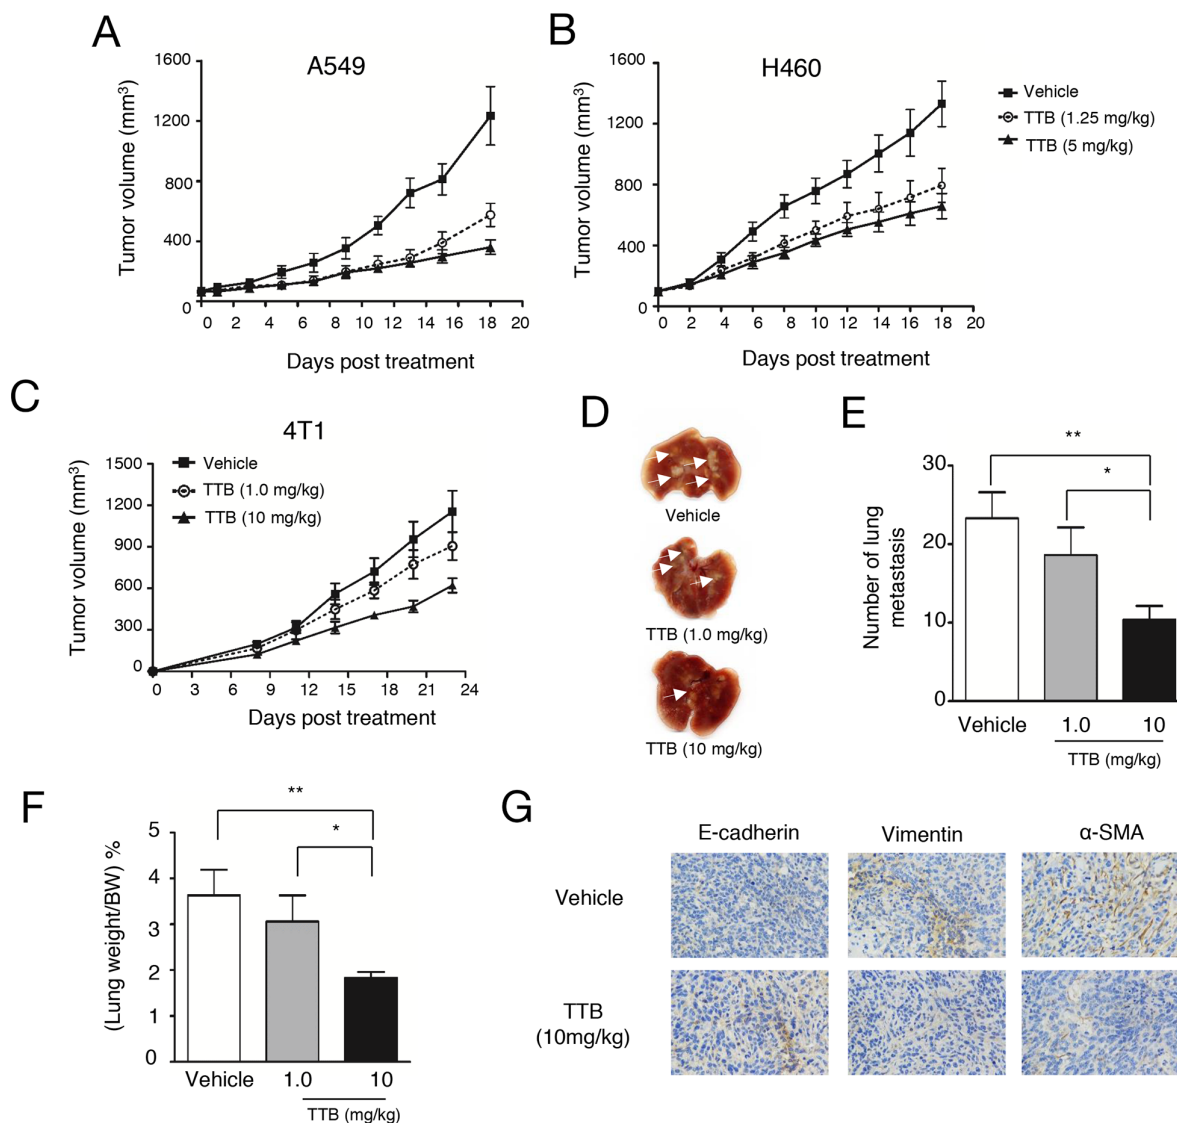 A
A549
Tumor volume (mm3)
1600
1200
800
400
0
0 2 4 6 8 10 12 14 16 18 20
Days post treatment
B
H460
Tumor volume (mm3)
1600
1200
800
400
0
0 2 4 6 8 10 12 14 16 18 20
Days post treatment
Vehicle
TTB (1.25 mg/kg)
TTB (5 mg/kg)
C
4T1
Tumor volume (mm3)
1500
1200
900
600
300
0
Vehicle
TTB (1.0 mg/kg)
TTB (10 mg/kg)
0 3 6 9 12 15 18 21 24
Days post treatment
D
Vehicle
TTB (1.0 mg/kg)
TTB (10 mg/kg)
E
**
*
Number of lung
metastasis
30
20
10
0
Vehicle 1.0 10
TTB (mg/kg)
F
**
*
(Lung weight/BW) %
5
4
3
2
1
0
Vehicle 1.0 10
TTB (mg/kg)
G
E-cadherin Vimentin α-SMA
Vehicle
TTB
(10mg/kg)